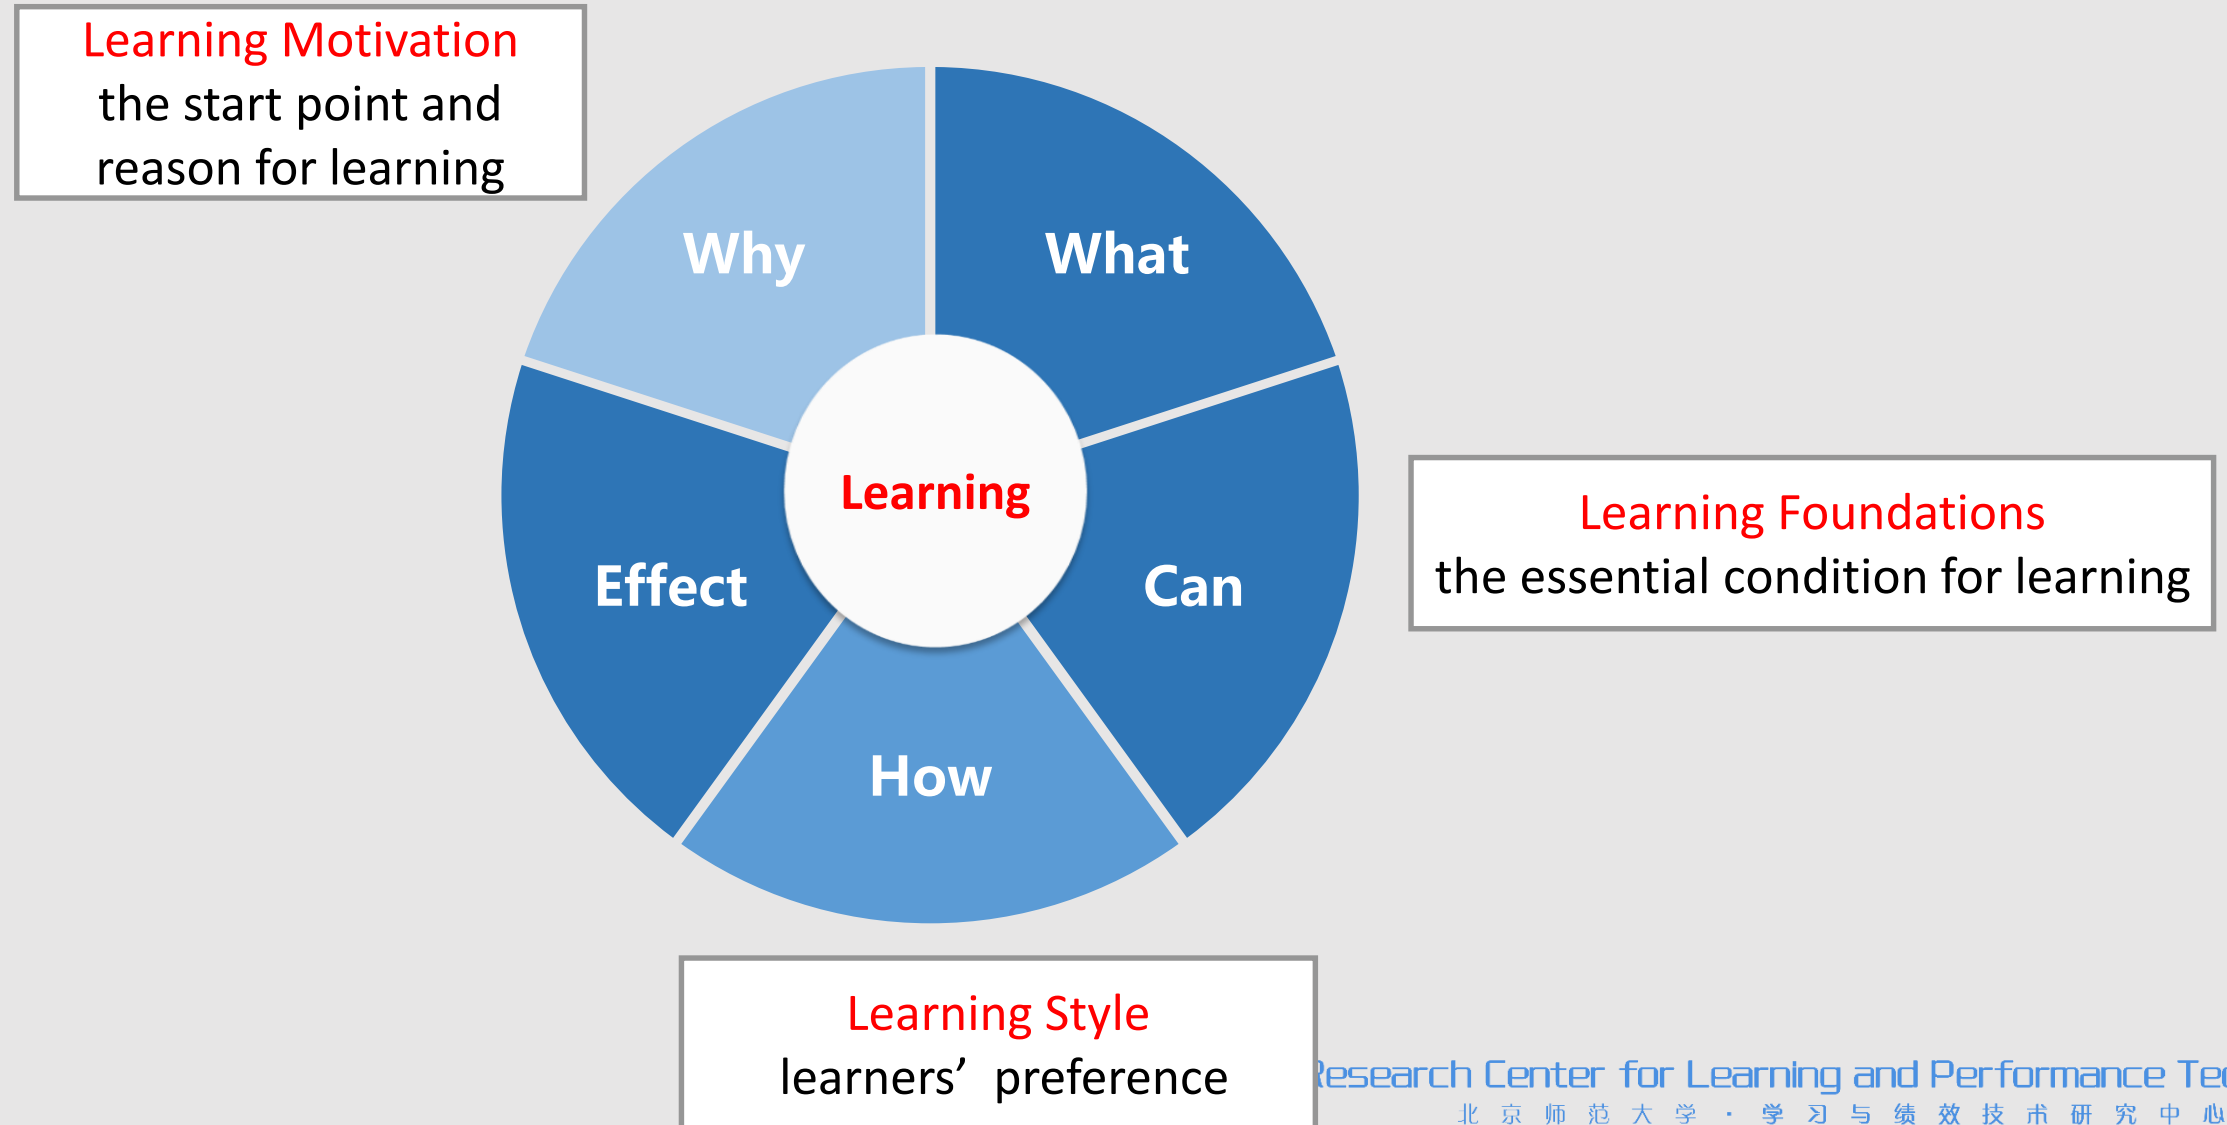 Learning Motivation
the start point and
reason for learning
Why
What
Learning
Learning Foundations
the essential condition for learning
Effect
Can
How
Learning Style
learners’ preference
Research Center for Learning and Performance
北京师范大学·学习与绩效技术研究中心